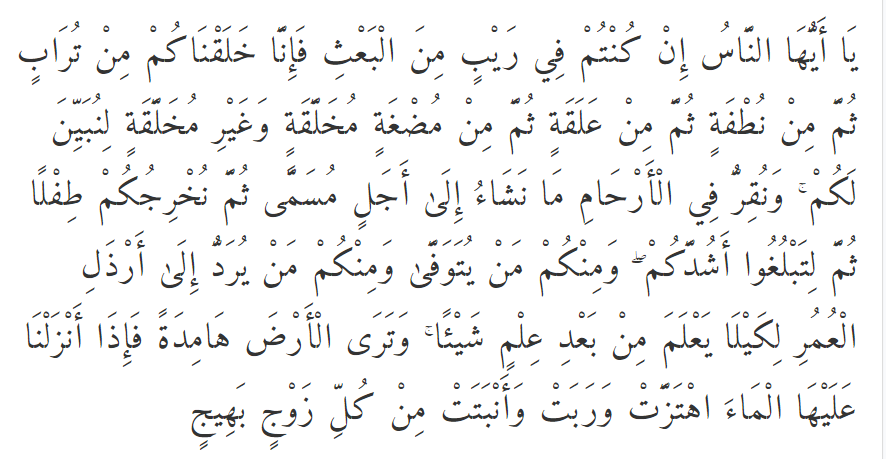 يَا أَيُّهَا النَّاسُ إِنْ كُنْتُمْ فِي رَيْبٍ مِنَ الْبَعْثِ فَإِنَّا خَلَقْنَاكُمْ مِنْ تُرَابٍ
ثُمَّ مِنْ نُطْفَةٍ ثُمَّ مِنْ عَلَقَةٍ ثُمَّ مِنْ مُضْغَةٍ مُخَلَّقَةٍ وَغَيْرِ مُخَلَّقَةٍ لِنُبَيِّنَ
لَكُمْ ۚ وَنُقِرُّ فِي الْأَرْحَامِ مَا نَشَاءُ إِلَىٰ أَجَلٍ مُسَمًّى ثُمَّ نُخْرِجُكُمْ طِفْلًا
ثُمَّ لِتَبْلُغُوا أَشُدَّكُمْ ۖ وَمِنْكُمْ مَنْ يُتَوَفَّىٰ وَمِنْكُمْ مَنْ يُرَدُّ إِلَىٰ أَرْذَلِ
الْعُمُرِ لِكَيْلَا يَعْلَمَ مِنْ بَعْدِ عِلْمٍ شَيْئًا ۚ وَتَرَى الْأَرْضَ هَامِدَةً فَإِذَا أَنْزَلْنَا
عَلَيْهَا الْمَاءَ اهْتَزَّتْ وَرَبَتْ وَأَنْبَتَتْ مِنْ كُلِّ زَوْجٍ بَهِيجٍ